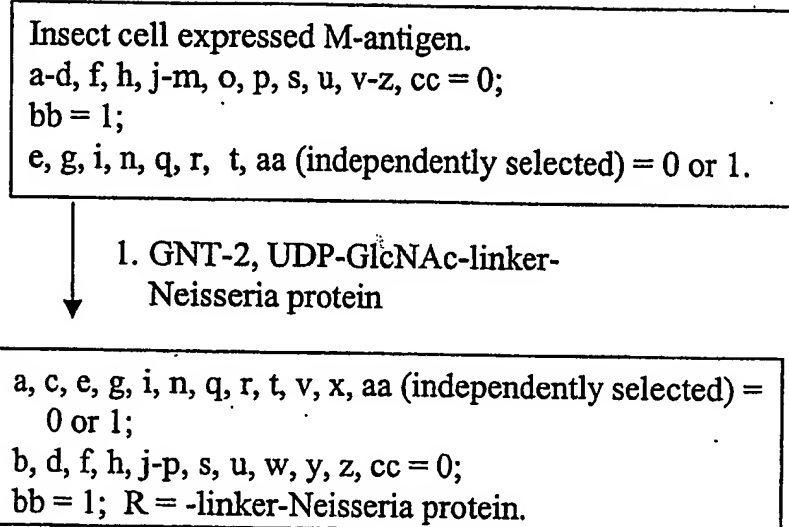 Insect cell expressed M-antigen.
a-d, f, h, j-m, o, p, s, u, v-z, cc = 0;
bb = 1;
e, g, i, n, q, r, t, aa (independently selected) = 0 or 1.
1. GNT-2, UDP-GlcNAc-linker-
Neisseria protein
a, c, e, g, i, n, q, r, t, v, x, aa (independently selected) =
0 or 1;
b, d, f, h, j-p, s, u, w, y, z, cc = 0;
bb = 1; R = -linker-Neisseria protein.